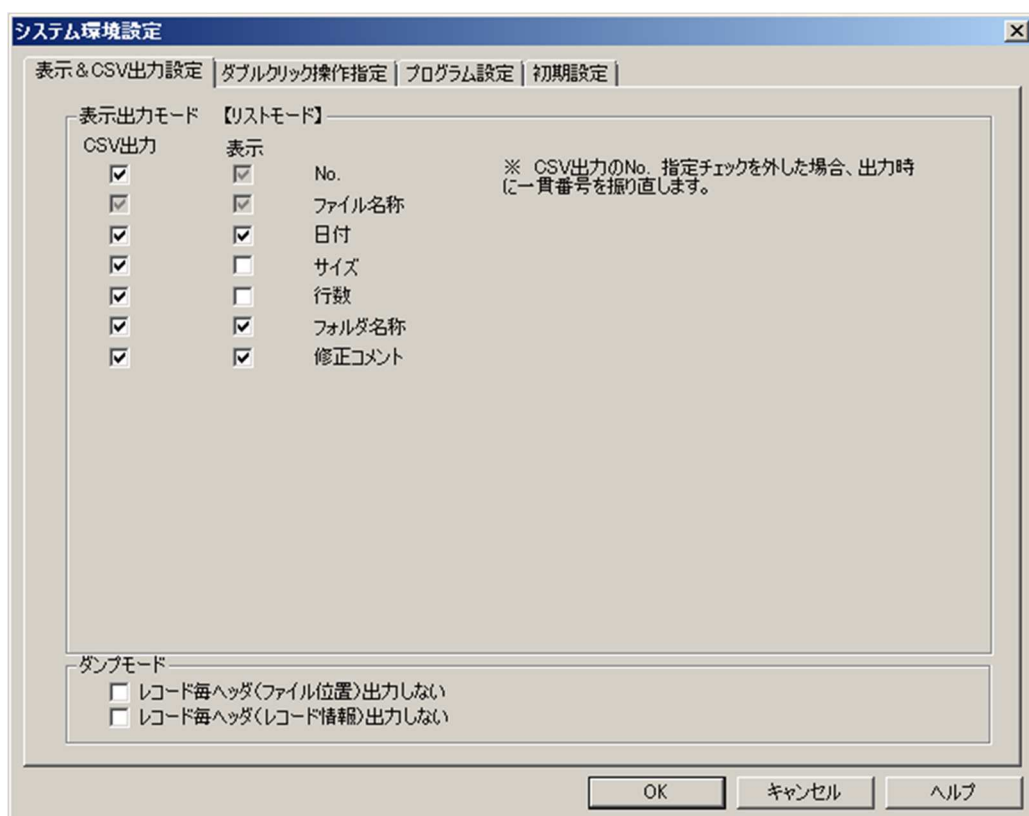 システム環境設定
表示&CSV出力設定 ダブルクリック操作指定 プログラム設定 初期設定
表示出力モード 【リストモード】
CSV出力 表示
No.
※ CSV出力のNo. 指定チェックを外した場合、出力時
に一貫番号を振り直します。
ファイル名称
日付
サイズ
行数
フォルダ名称
修正コメント
ダンプモード
レコード毎ヘッダ(ファイル位置)出力しない
レコード毎ヘッダ(レコード情報)出力しない
OK キャンセル ヘルプ